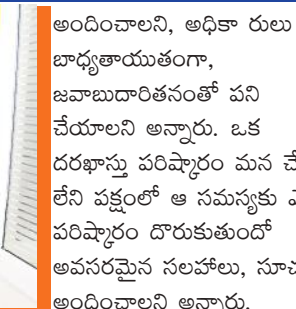 అందించాలని, అధికా రులు
బాధ్యతాయుతంగా,
జవాబుదారితనంతో పని
చేయాలని అన్నారు. ఒక
దరఖాస్తు పరిష్కారం మన
లేని పక్షంలో ఆ సమస్యకు
పరిష్కారం దొరుకుతుందో
అవసరమైన సలహాలు,
అందించాలని అన్నారు.